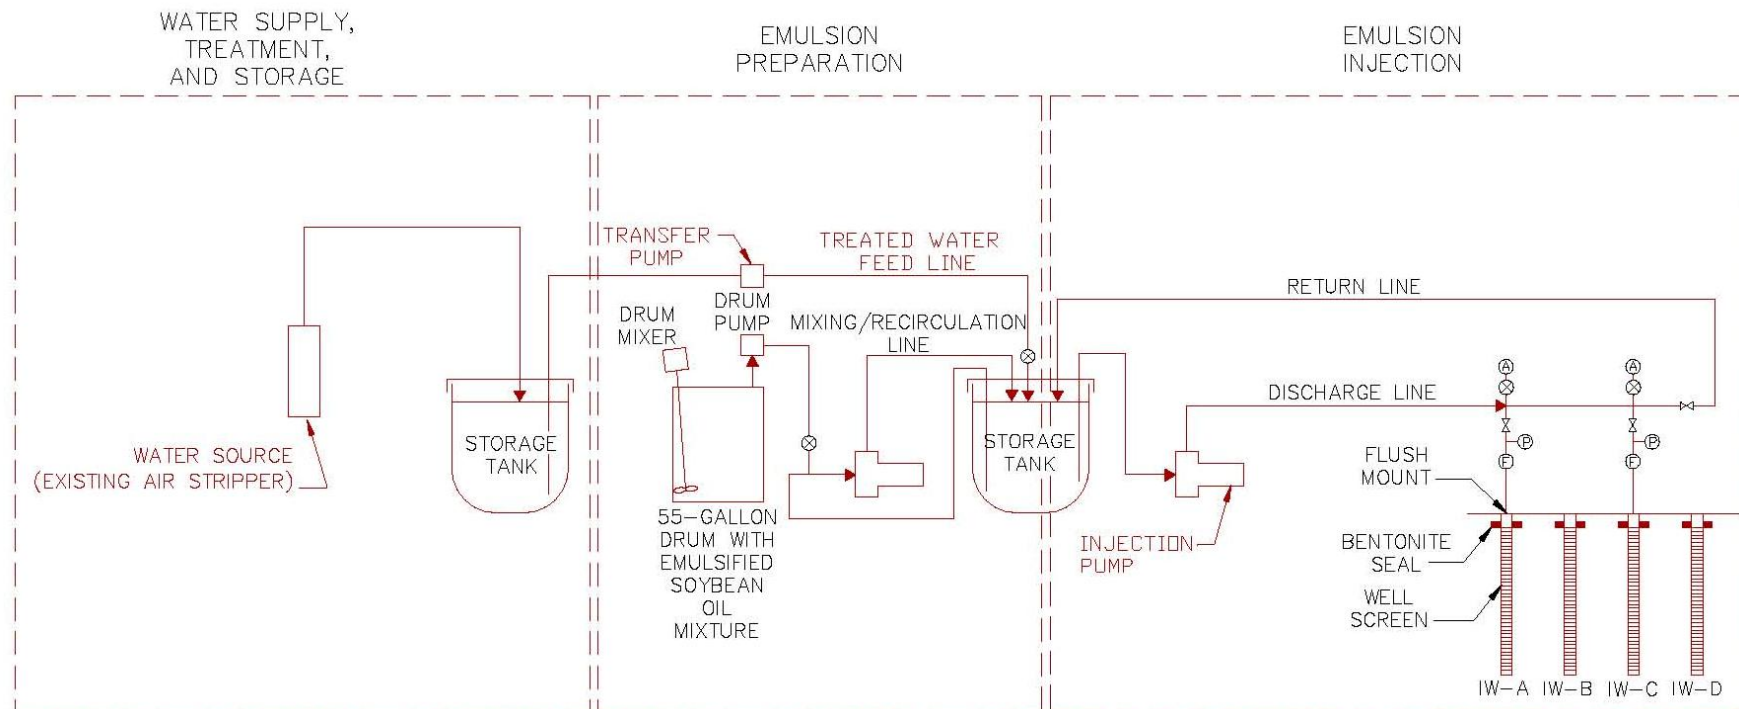 WATER SUPPLY,
TREATMENT,
AND STORAGE
EMULSION
PREPARATION
EMULSION
INJECTION
TRANSFER
PUMP
TREATED WATER
FEED LINE
DRUM
MIXER
DRUM
PUMP
MIXING/RECIRCULATION
LINE
RETURN LINE
DISCHARGE LINE
A
A
P
P
F
F
WATER SOURCE
(EXISTING AIR STRIPPER)
STORAGE
TANK
STORAGE
TANK
55-GALLON
DRUM WITH
EMULSIFIED
SOYBEAN
OIL
MIXTURE
INJECTION
PUMP
FLUSH
MOUNT
BENTONITE
SEAL
WELL
SCREEN
IW-A IW-B IW-C IW-D